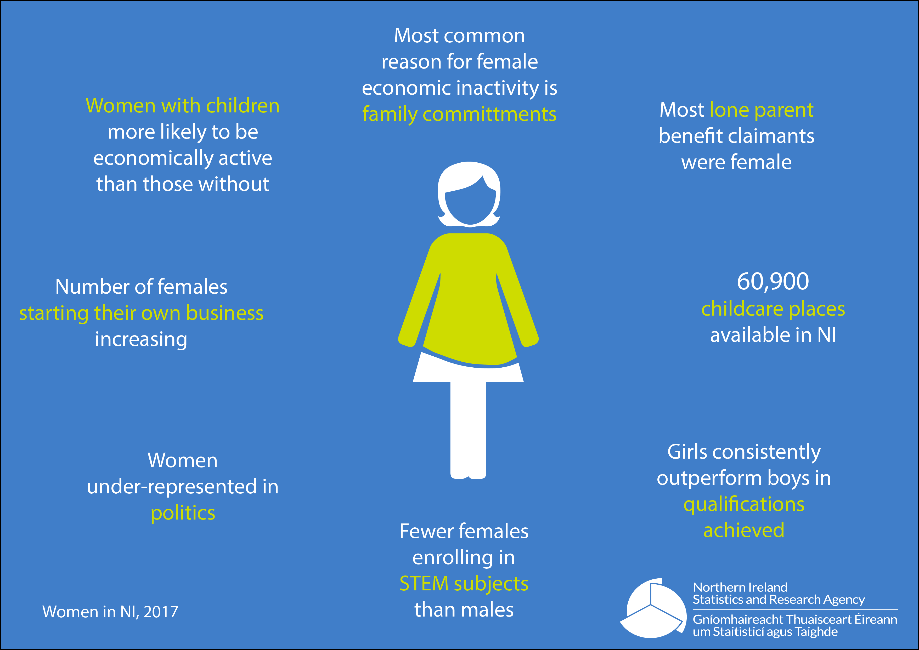 Most common
reason for female
economic inactivity is
family committments
Women with children
more likely to be
economically active
than those without
Most lone parent
benefit claimants
were female
Number of females
starting their own business
increasing
60,900
childcare places
available in NI
Women
under-represented in
politics
Girls consistently
outperform boys in
qualifications
achieved
Fewer females
enrolling in
STEM subjects
than males
Women in NI, 2017
Northern Ireland
Statistics and Research Agency
Gníomhaireacht Thuaisceart Éireann
um Staitisticí agus Taighde